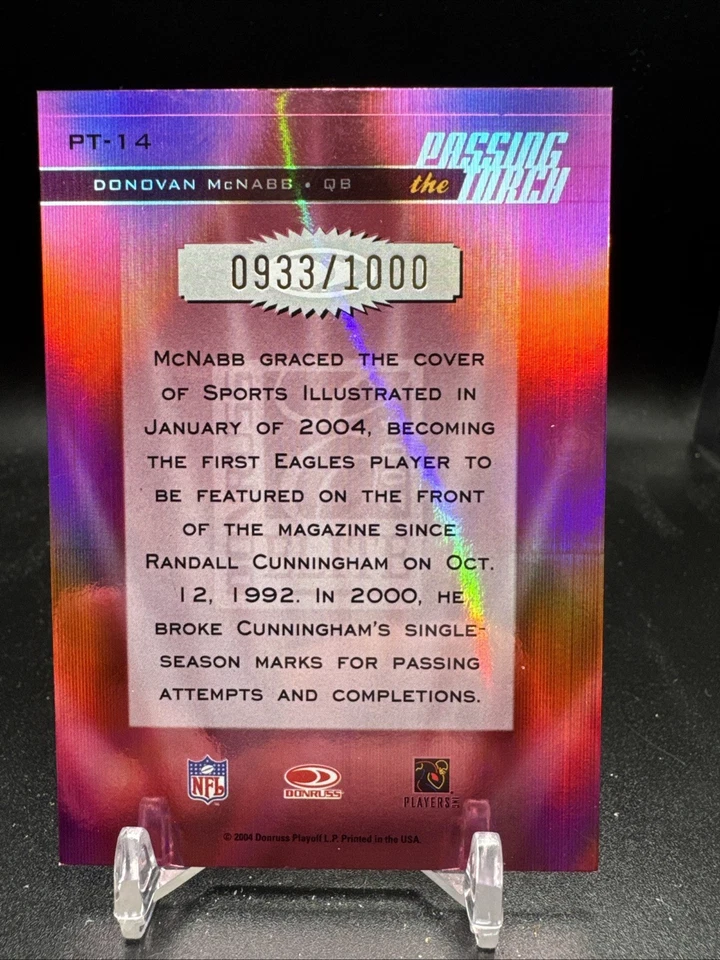 PT-14
PASSING
the TORCH
DONOVAN McNABB • QB
0933/1000
McNABB GRACED THE COVER
OF SPORTS ILLUSTRATED IN
JANUARY OF 2004, BECOMING
THE FIRST EAGLES PLAYER TO
BE FEATURED ON THE FRONT
OF THE MAGAZINE SINCE
RANDALL CUNNINGHAM ON OCT.
12, 1992. IN 2000, HE
BROKE CUNNINGHAM'S SINGLE-
SEASON MARKS FOR PASSING
ATTEMPTS AND COMPLETIONS.
NFL
DONRUSS
PLAYERS INC
© 2004 Donruss Playoff L.P. Printed in the USA.